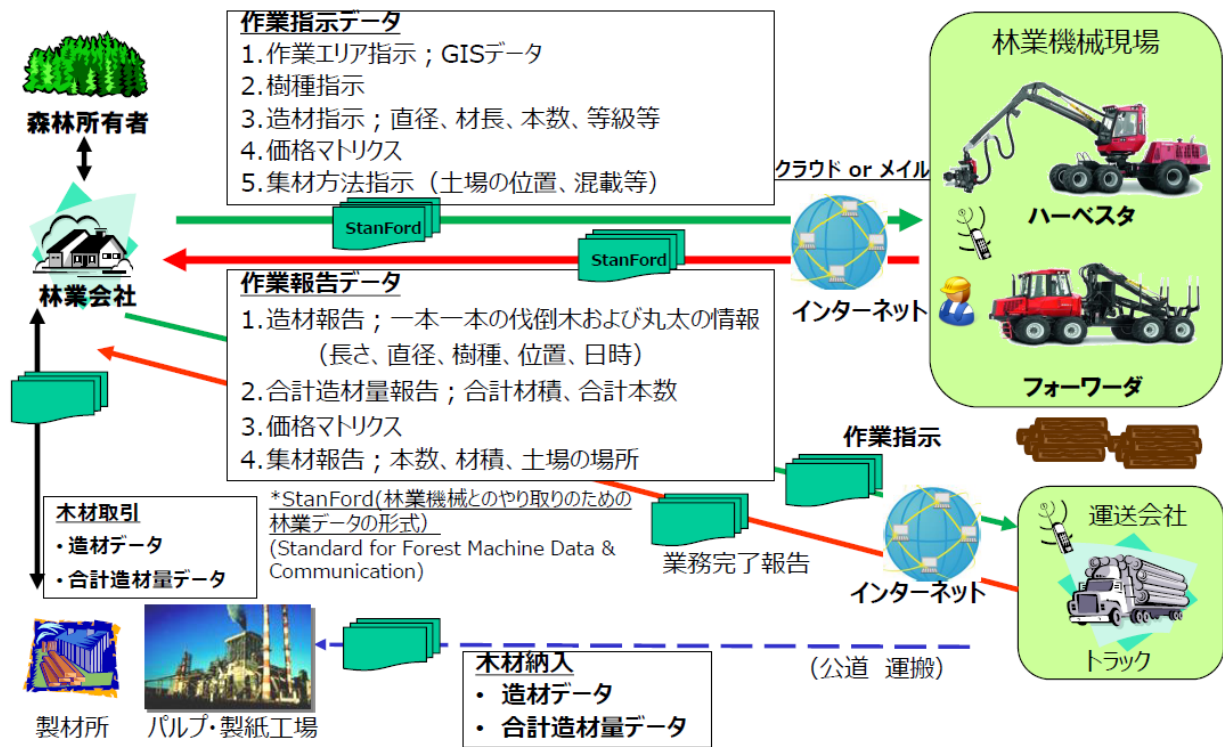 作業指示データ
1.作業エリア指示；GISデータ
2.樹種指示
3.造材指示；直径、材長、本数、等級等
4.価格マトリクス
5.集材方法指示（土場の位置、混載等）
森林所有者
林業会社
StanFord
StanFord
クラウド or メイル
インターネット
林業機械現場
ハーベスタ
フォーワーダ
作業報告データ
1.造材報告；一本一本の伐倒木および丸太の情報
（長さ、直径、樹種、位置、日時）
2.合計造材量報告；合計材積、合計本数
3.価格マトリクス
4.集材報告；本数、材積、土場の場所
*StanFord(林業機械とのやり取りのための
林業データの形式）
(Standard for Forest Machine Data &
Communication)
作業指示
業務完了報告
インターネット
運送会社
トラック
木材取引
・造材データ
・合計造材量データ
製材所
パルプ・製紙工場
木材納入
• 造材データ
• 合計造材量データ
（公道 運搬）